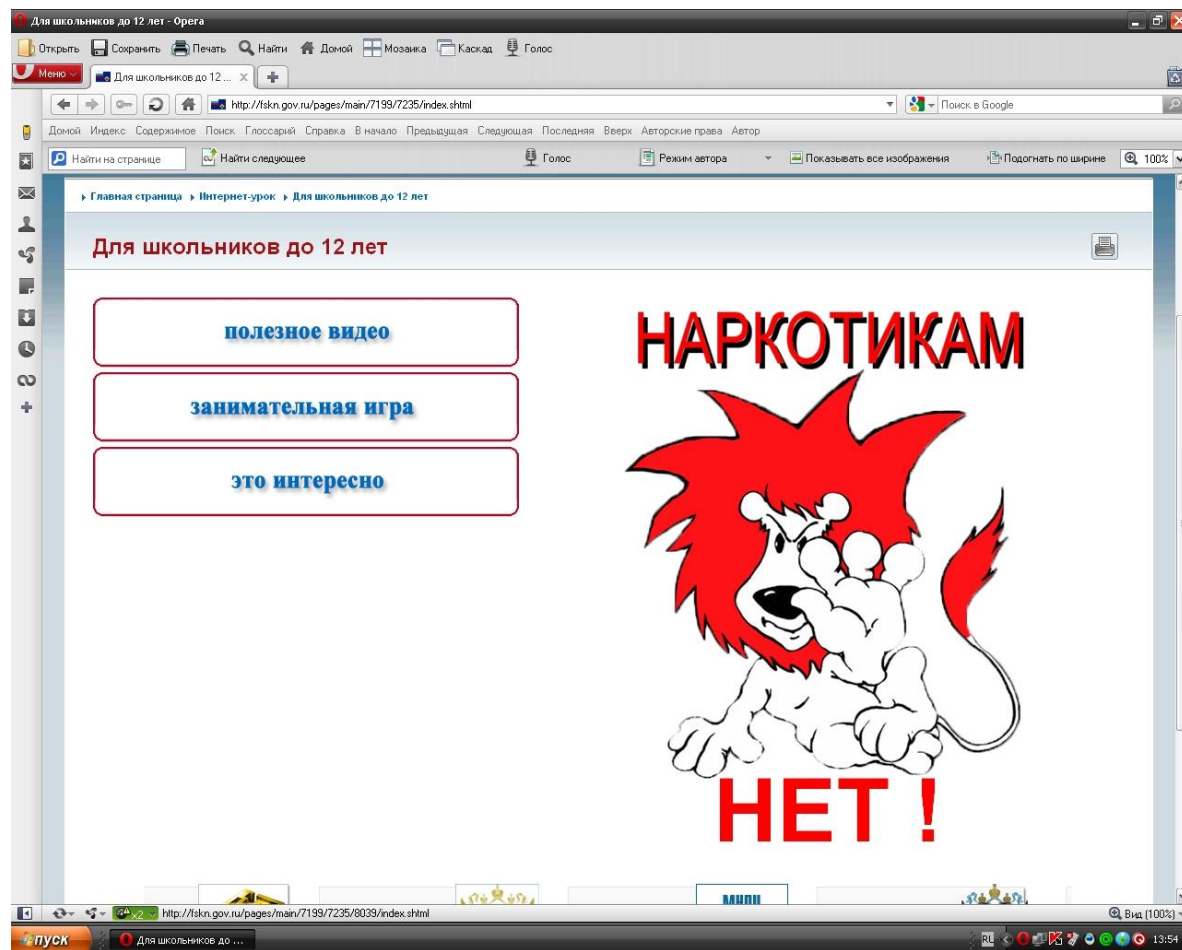 Для школьников до 12 лет - Opera
Открыть Сохранить Печать Найти Домой Мозаика Каскад Голос
Меню Для школьников до 12 ...
http://fskn.gov.ru/pages/main/7199/7235/index.shtml Поиск в Google
Домой Индекс Содержимое Поиск Глоссарий Справка В начало Предыдущая Следующая Последняя Вверх Авторские права Автор
Найти на странице Найти следующее Голос Режим автора Показывать все изображения Подогнать по ширине 100%
Главная страница Интернет-урок Для школьников до 12 лет
Для школьников до 12 лет
полезное видео
занимательная игра
это интересно
НАРКОТИКАМ
НЕТ !
x2 http://fskn.gov.ru/pages/main/7199/7235/8039/index.shtml Вид (100%)
пуск Для школьников до ... RL 13:54